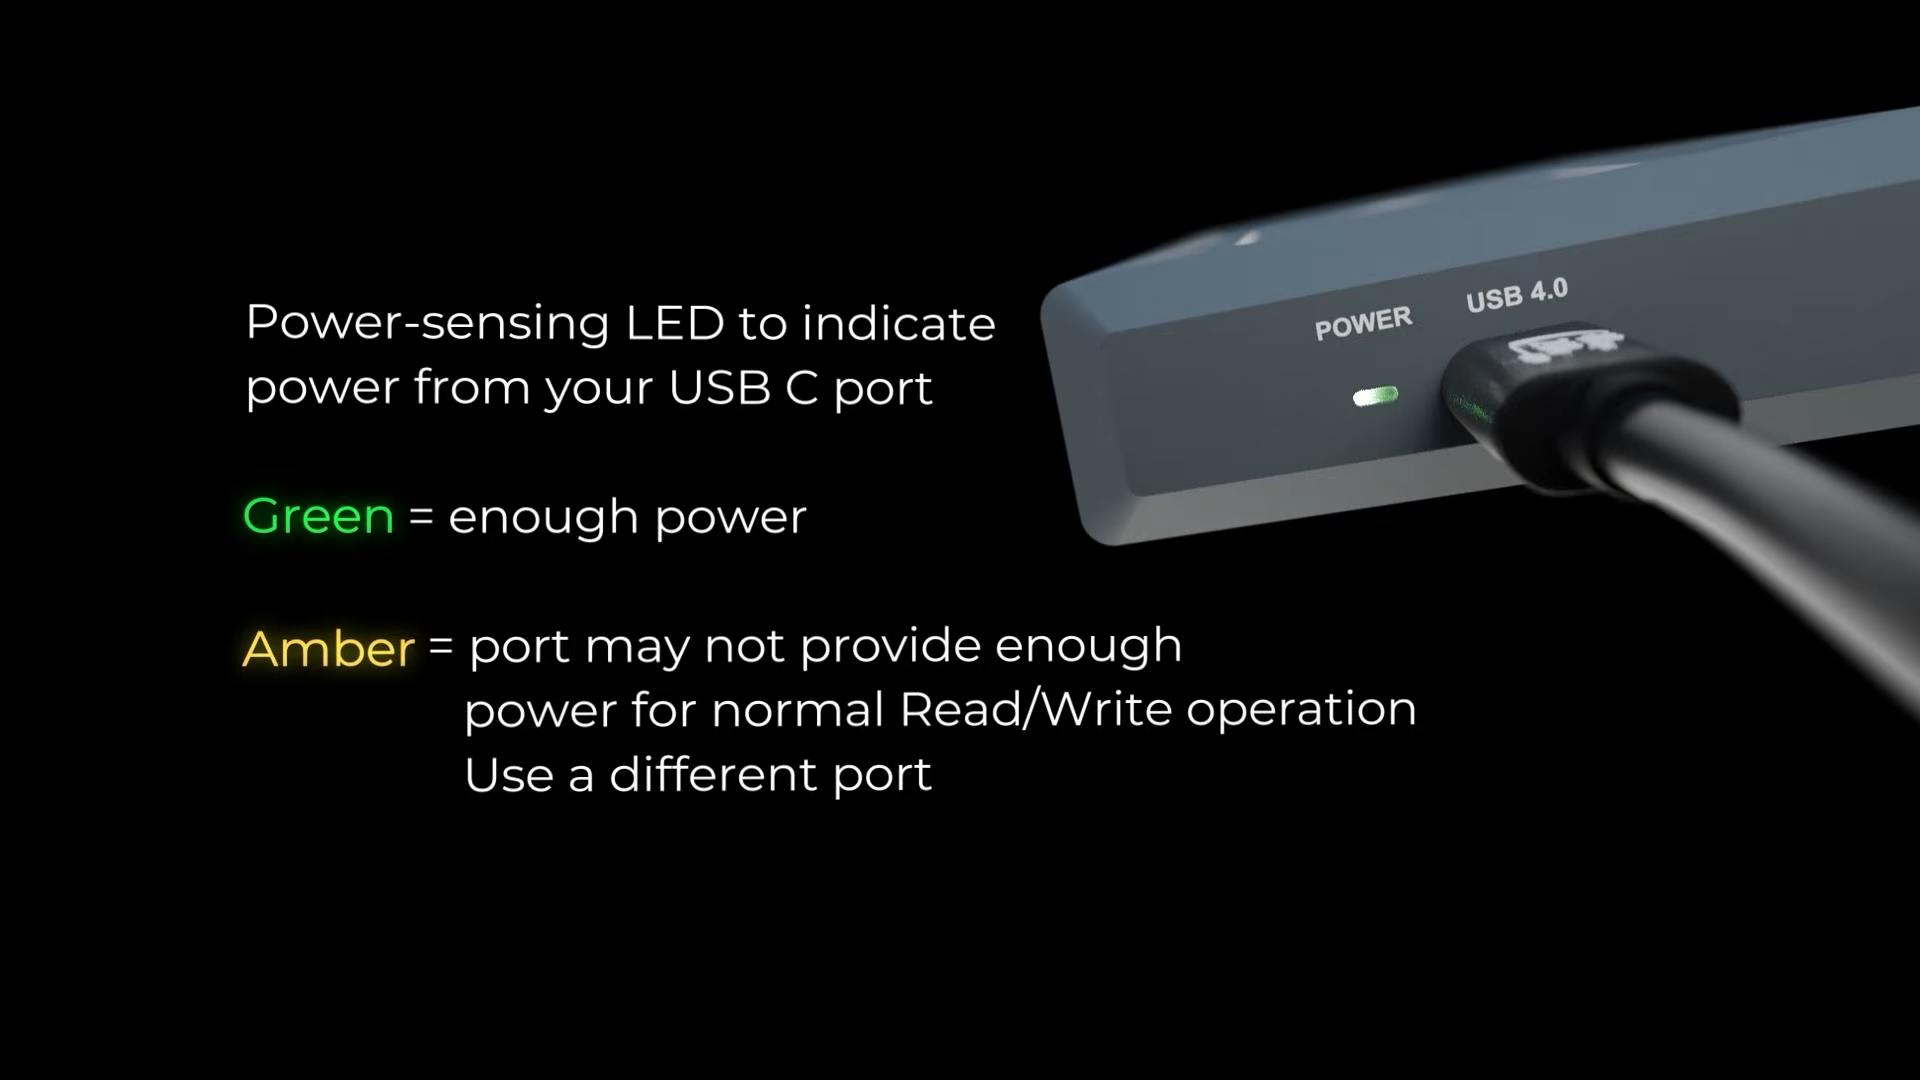 Power-sensing LED to indicate
power from your USB C port
Green = enough power
Amber = port may not provide enough
power for normal Read/Write operation
Use a different port
POWER
USB 4.0